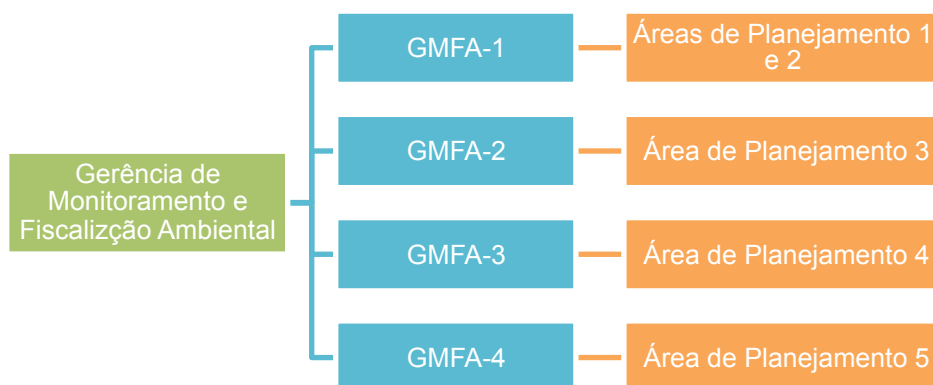 GMFA-1
Áreas de Planejamento 1
e 2
GMFA-2
Área de Planejamento 3
Gerência de
Monitoramento e
Fiscalizção Ambiental
GMFA-3
Área de Planejamento 4
GMFA-4
Área de Planejamento 5